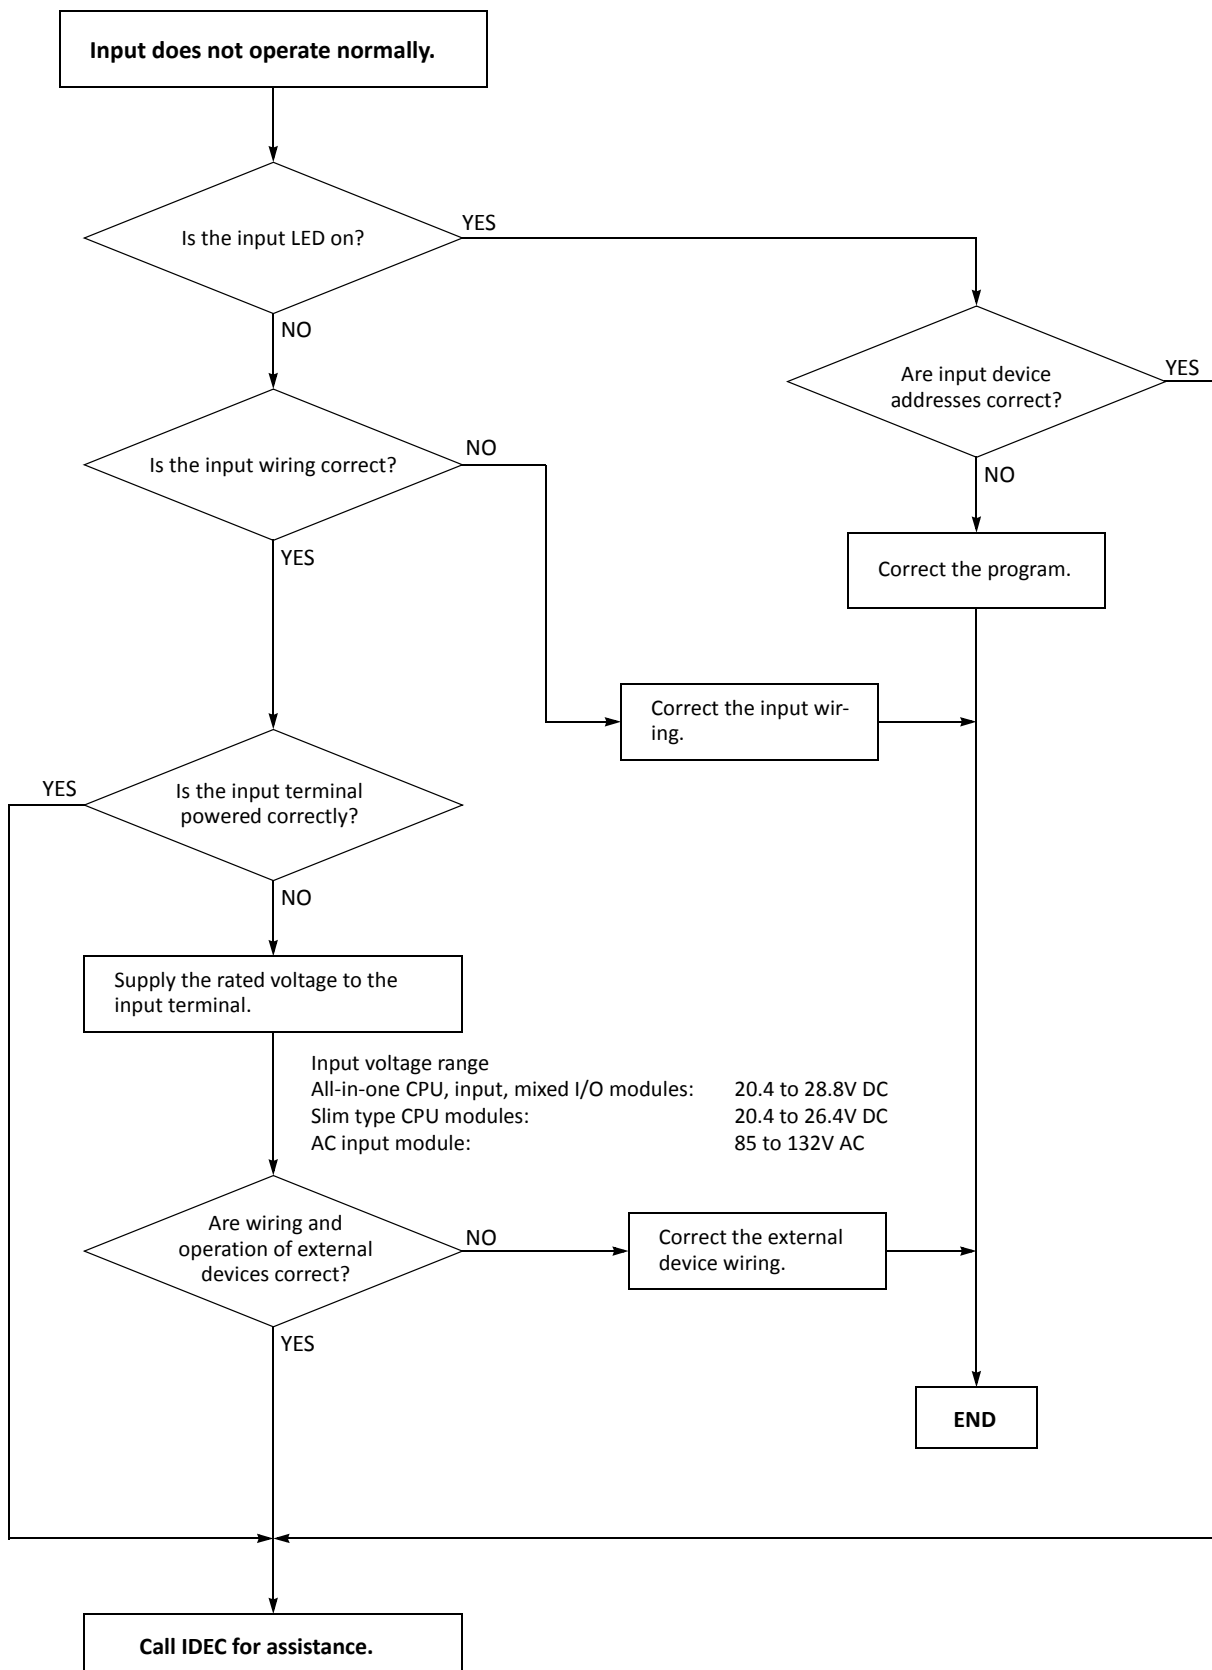 Input does not operate normally.
YES
Is the input LED on?
NO
YES
Are input device
addresses correct?
NO
Is the input wiring correct?
NO
YES
Correct the program.
Correct the input wir-
ing.
YES
Is the input terminal
powered correctly?
NO
Supply the rated voltage to the
input terminal.
Input voltage range
All-in-one CPU, input, mixed I/O modules: 20.4 to 28.8V DC
Slim type CPU modules: 20.4 to 26.4V DC
AC input module: 85 to 132V AC
Are wiring and
operation of external
devices correct?
NO
Correct the external
device wiring.
YES
END
Call IDEC for assistance.